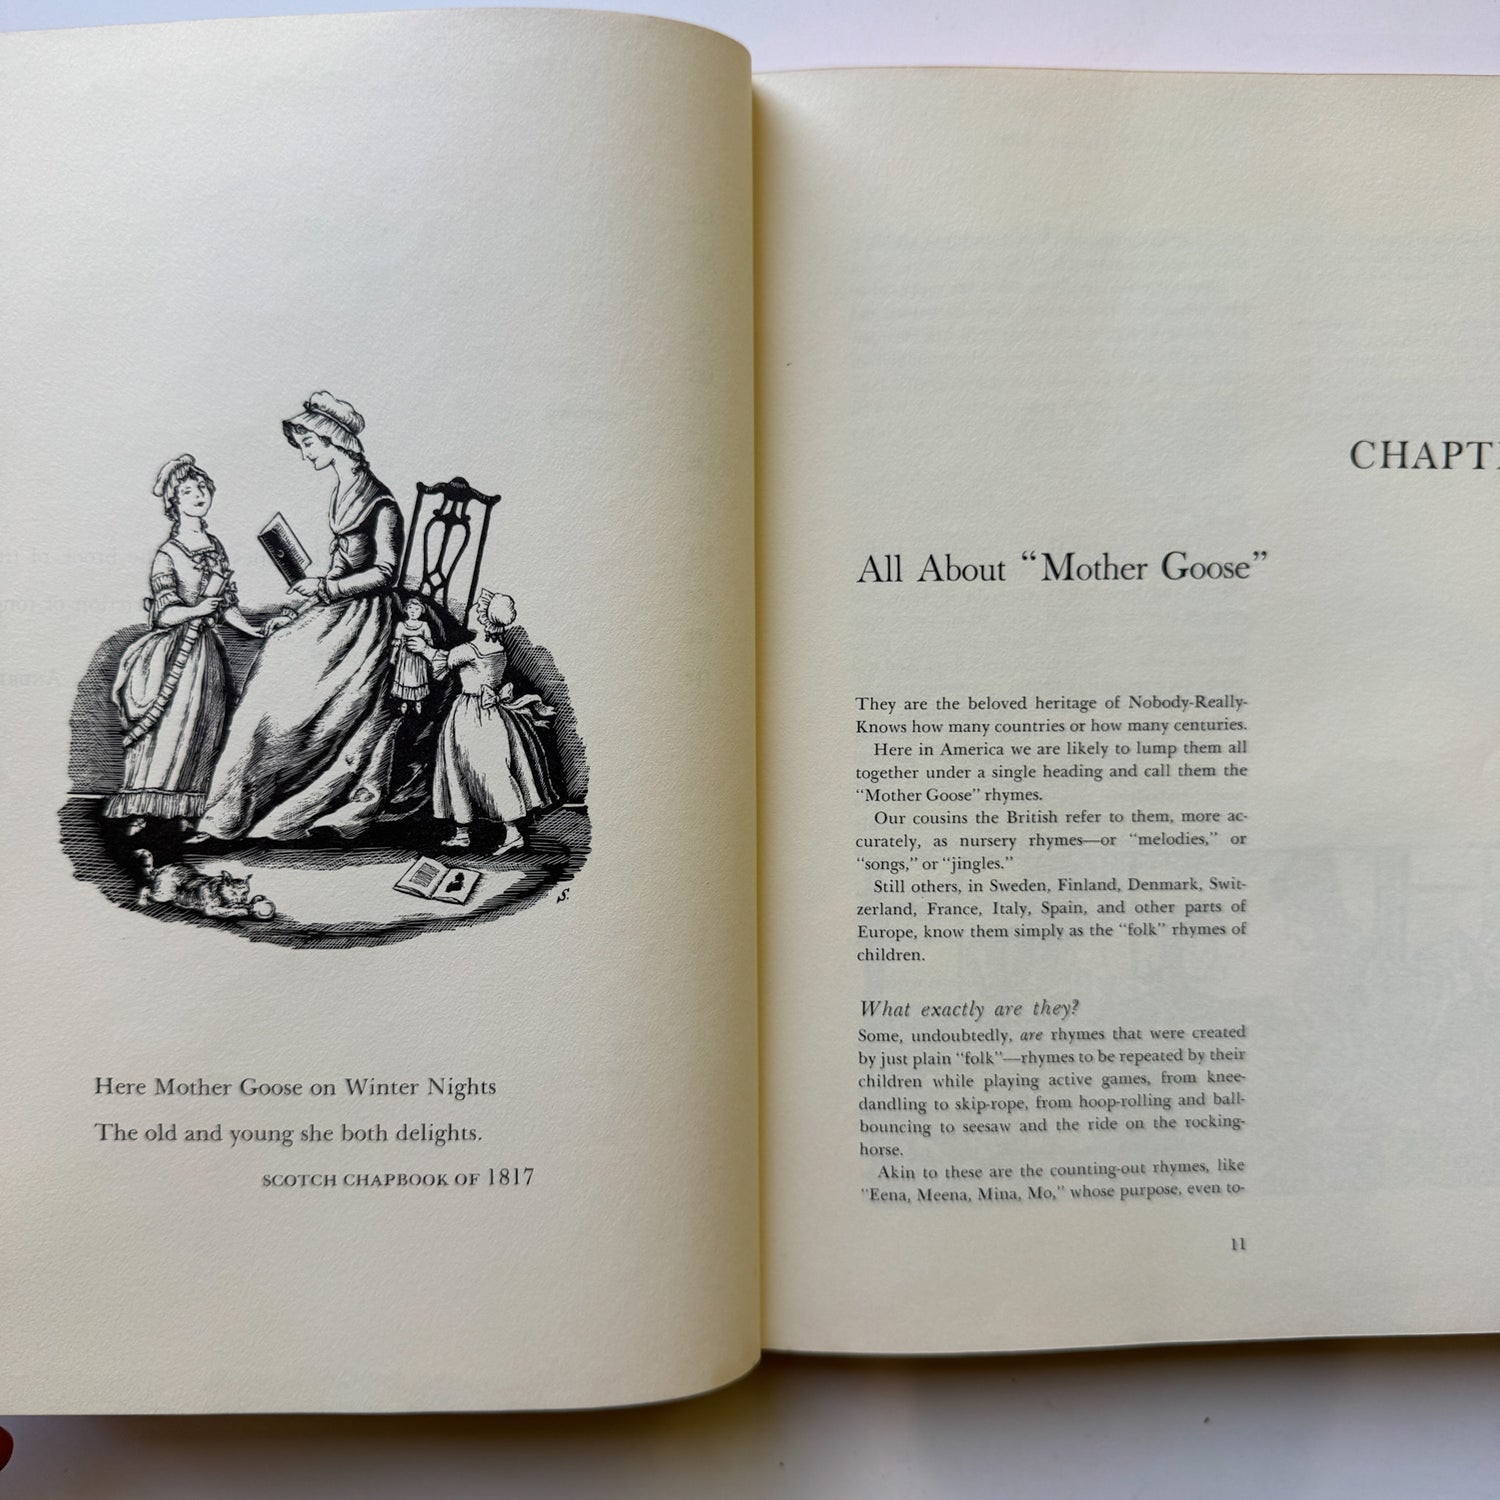 Here Mother Goose on Winter Nights
The old and young she both delights.
SCOTCH CHAPBOOK OF 1817
S.
All About “Mother Goose”
They are the beloved heritage of Nobody-Really-
Knows how many countries or how many centuries.
Here in America we are likely to lump them all
together under a single heading and call them the
“Mother Goose” rhymes.
Our cousins the British refer to them, more ac-
curately, as nursery rhymes—or “melodies,” or
“songs,” or “jingles.”
Still others, in Sweden, Finland, Denmark, Swit-
zerland, France, Italy, Spain, and other parts of
Europe, know them simply as the “folk” rhymes of
children.
What exactly are they?
Some, undoubtedly, are rhymes that were created
by just plain “folk”—rhymes to be repeated by their
children while playing active games, from knee-
dandling to skip-rope, from hoop-rolling and ball-
bouncing to seesaw and the ride on the rocking-
horse.
Akin to these are the counting-out rhymes, like
“Eena, Meena, Mina, Mo,” whose purpose, even to-
11